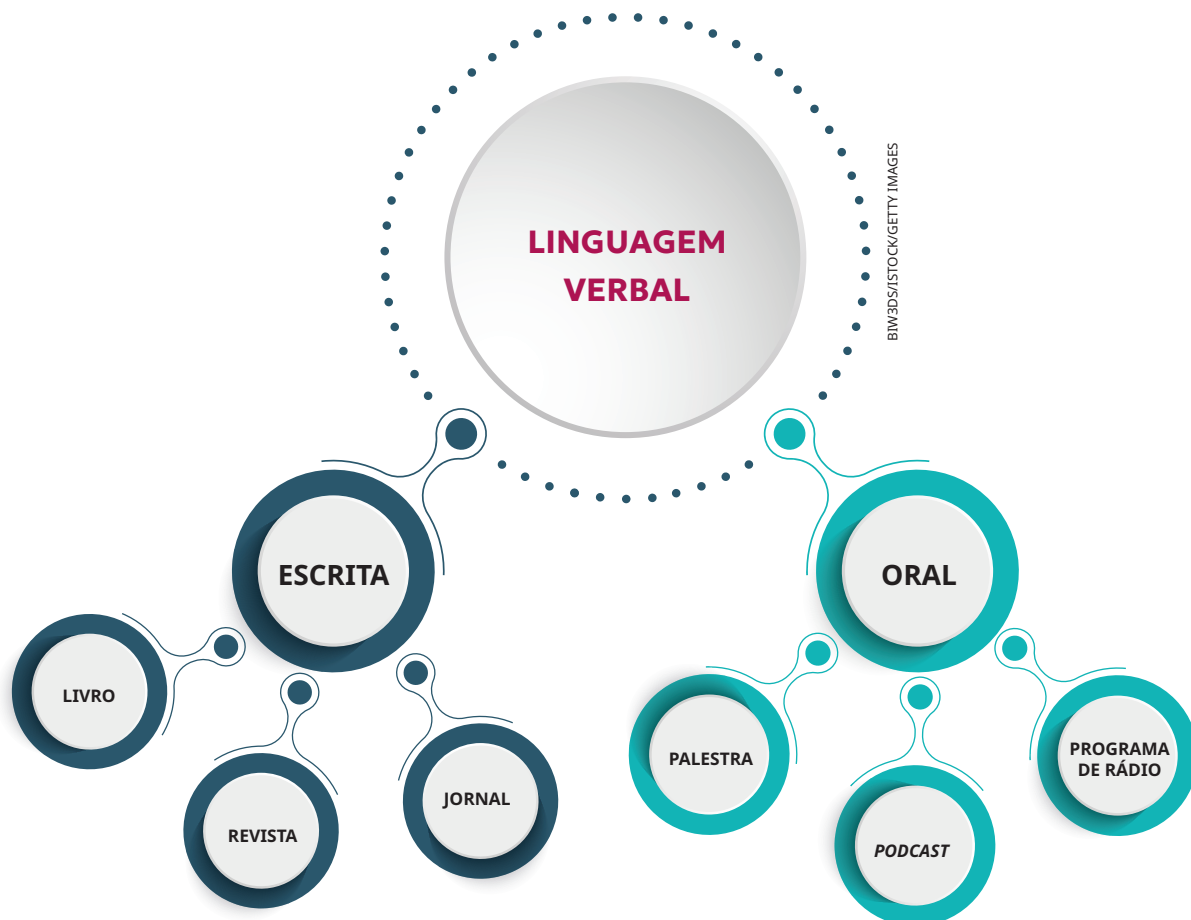 LINGUAGEM
VERBAL
BIW3DS/ISTOCK/GETTY IMAGES
ESCRITA
LIVRO
REVISTA
JORNAL
ORAL
PALESTRA
PODCAST
PROGRAMA
DE RÁDIO